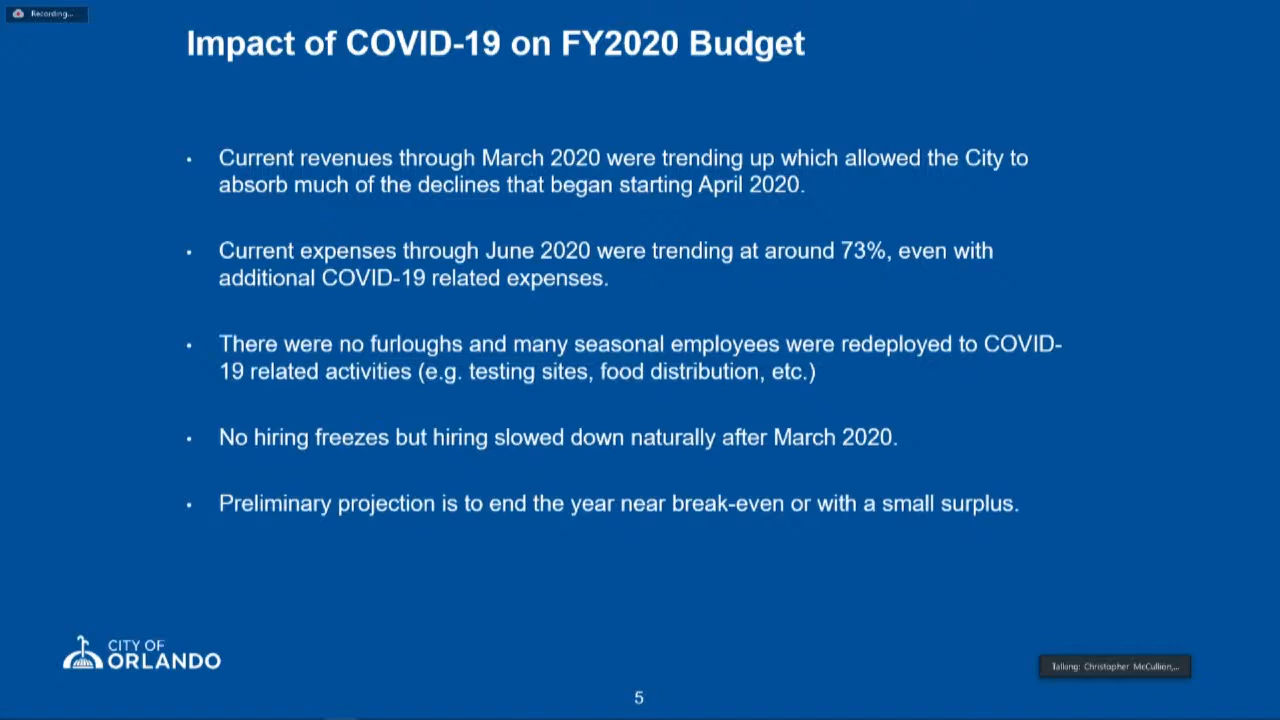 Recording...
Impact of COVID-19 on FY2020 Budget
• Current revenues through March 2020 were trending up which allowed the City to
absorb much of the declines that began starting April 2020.
• Current expenses through June 2020 were trending at around 73%, even with
additional COVID-19 related expenses.
• There were no furloughs and many seasonal employees were redeployed to COVID-
19 related activities (e.g. testing sites, food distribution, etc.)
• No hiring freezes but hiring slowed down naturally after March 2020.
• Preliminary projection is to end the year near break-even or with a small surplus.
CITY OF
ORLANDO
Talking: Christopher McCullion,...
5